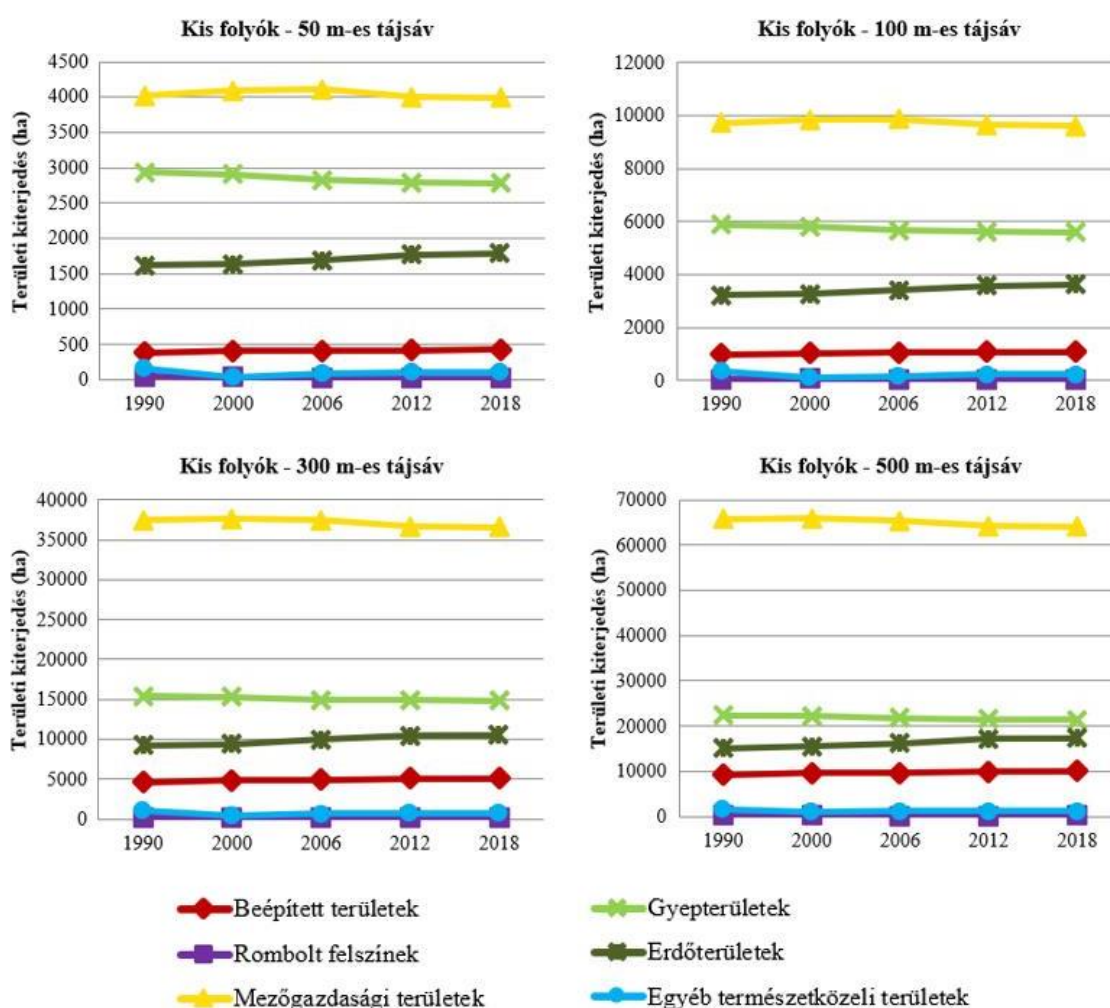 Kis folyók - 50 m-es tájsáv
Területi kiterjedés (ha)
4500
4000
3500
3000
2500
2000
1500
1000
500
0
1990 2000 2006 2012 2018
Kis folyók - 100 m-es tájsáv
Területi kiterjedés (ha)
12000
10000
8000
6000
4000
2000
0
1990 2000 2006 2012 2018
Kis folyók - 300 m-es tájsáv
Területi kiterjedés (ha)
40000
35000
30000
25000
20000
15000
10000
5000
0
1990 2000 2006 2012 2018
Kis folyók - 500 m-es tájsáv
Területi kiterjedés (ha)
70000
60000
50000
40000
30000
20000
10000
0
1990 2000 2006 2012 2018
Beépített területek
Gyepterületek
Rombolt felszínek
Erdőterületek
Mezőgazdasági területek
Egyéb természetközeli területek